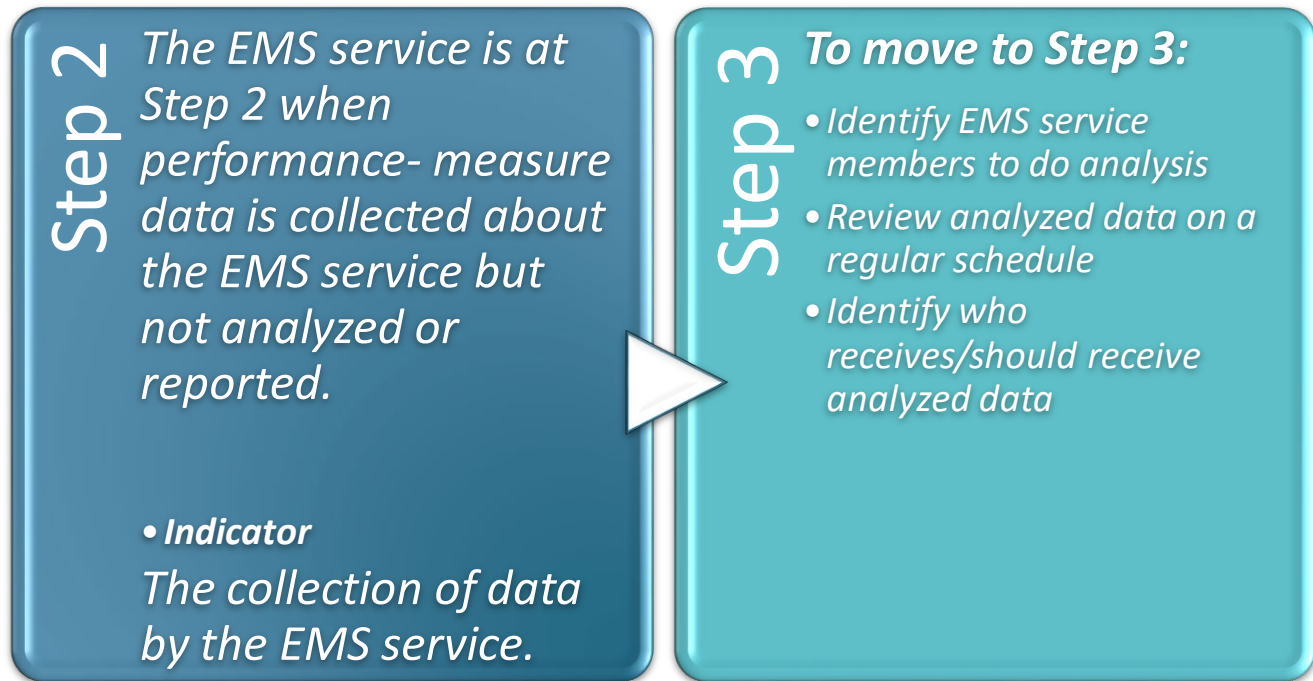 Step 2
The EMS service is at
Step 2 when
performance- measure
data is collected about
the EMS service but
not analyzed or
reported.
• Indicator
The collection of data
by the EMS service.
Step 3
To move to Step 3:
• Identify EMS service
members to do analysis
• Review analyzed data on a
regular schedule
• Identify who
receives/should receive
analyzed data